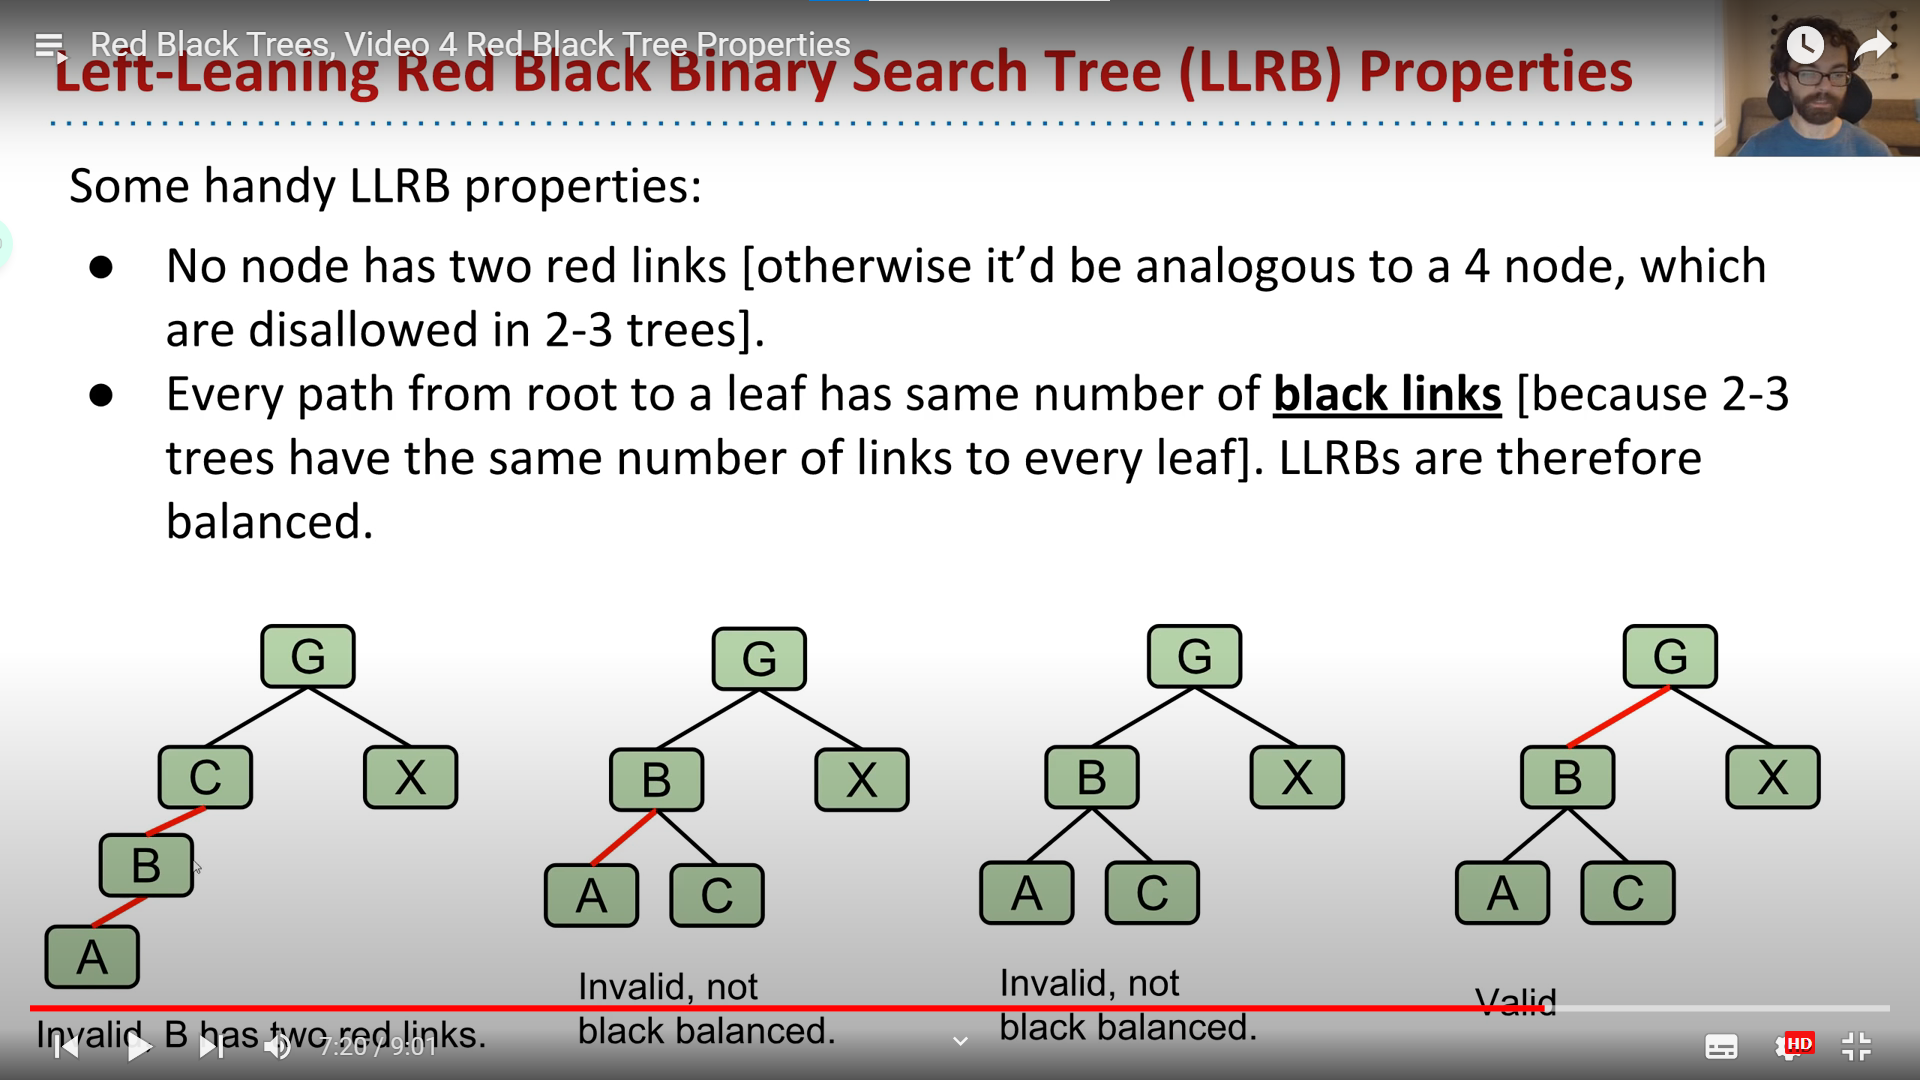 Red Black Trees, Video 4 Red Black Tree Properties
Left-Leaning Red Black Binary Search Tree (LLRB) Properties
Some handy LLRB properties:
● No node has two red links [otherwise it’d be analogous to a 4 node, which
are disallowed in 2-3 trees].
● Every path from root to a leaf has same number of black links [because 2-3
trees have the same number of links to every leaf]. LLRBs are therefore
balanced.
G
C X
B
A
Invalid, B has two red links.
G
B X
A C
Invalid, not
black balanced.
G
B X
A C
Invalid, not
black balanced.
G
B X
A C
Valid
7:20 / 9:01
HD